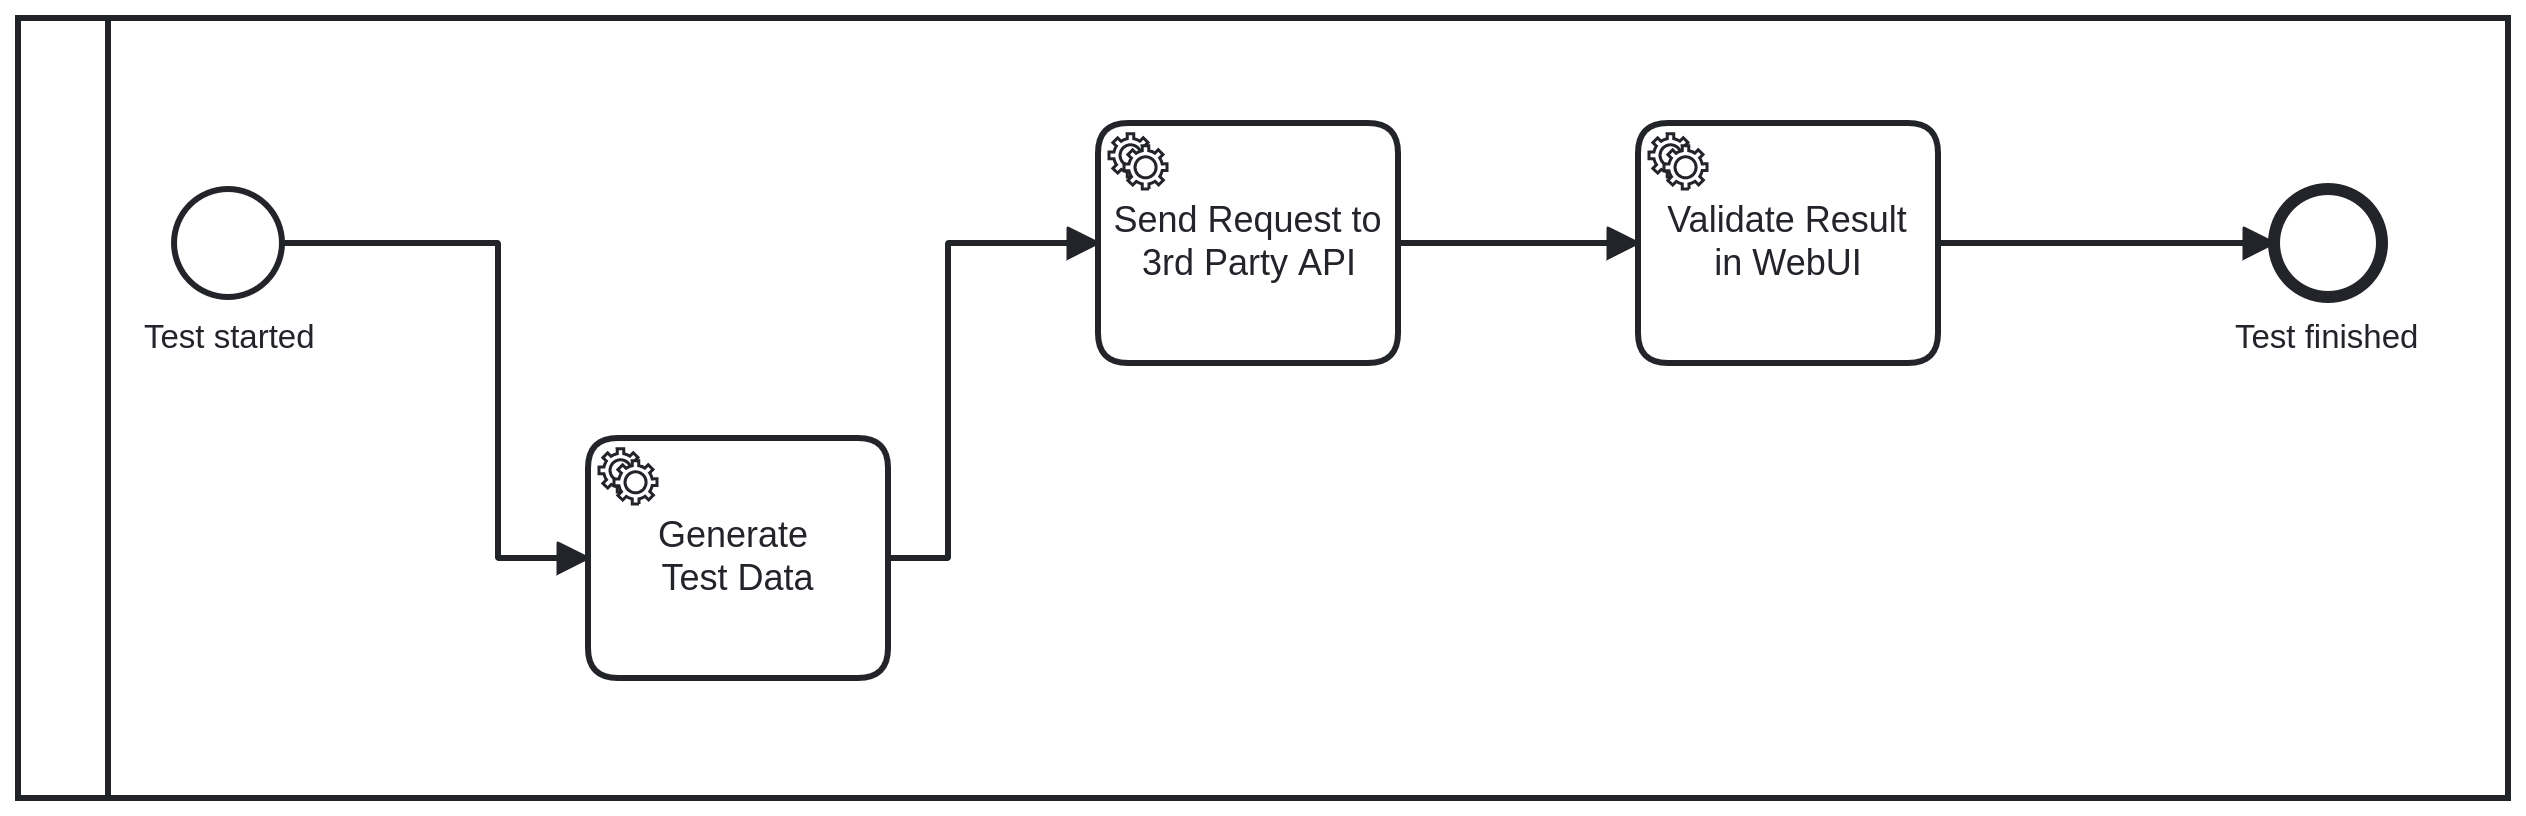 Test started
Generate
Test Data
Send Request to
3rd Party API
Validate Result
in WebUI
Test finished